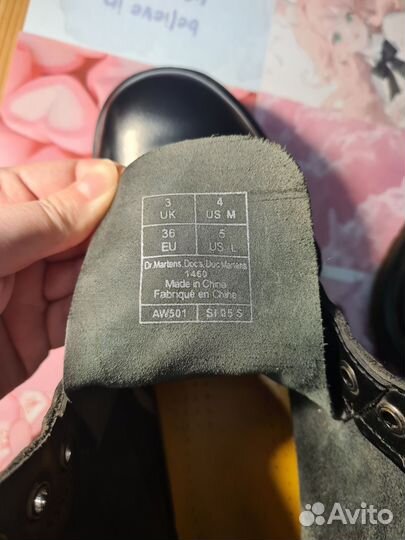 believe in
3 4
UK US M
36 5
EU US L
Dr.Martens, Doc's, Doc Martens
1460
Made in China
Fabriqué en Chine
AW501 SI 05 S
Avito